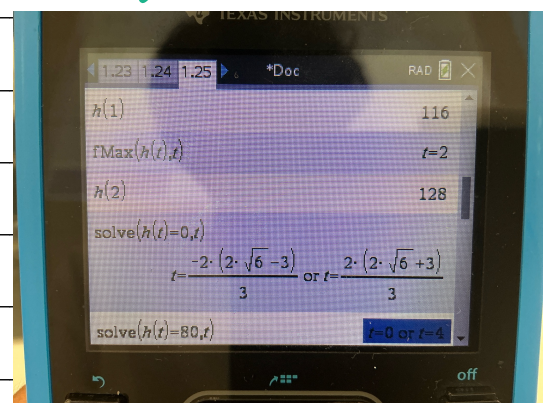 TEXAS INSTRUMENTS
1.23 1.24 1.25 *Doc RAD
h(1) 116
fMax(h(t),t) t=2
h(2) 128
solve(h(t)=0,t)
t= -2·(2·√6 -3)/3 or t= 2·(2·√6 +3)/3
solve(h(t)=80,t) t=0 or t=4
off